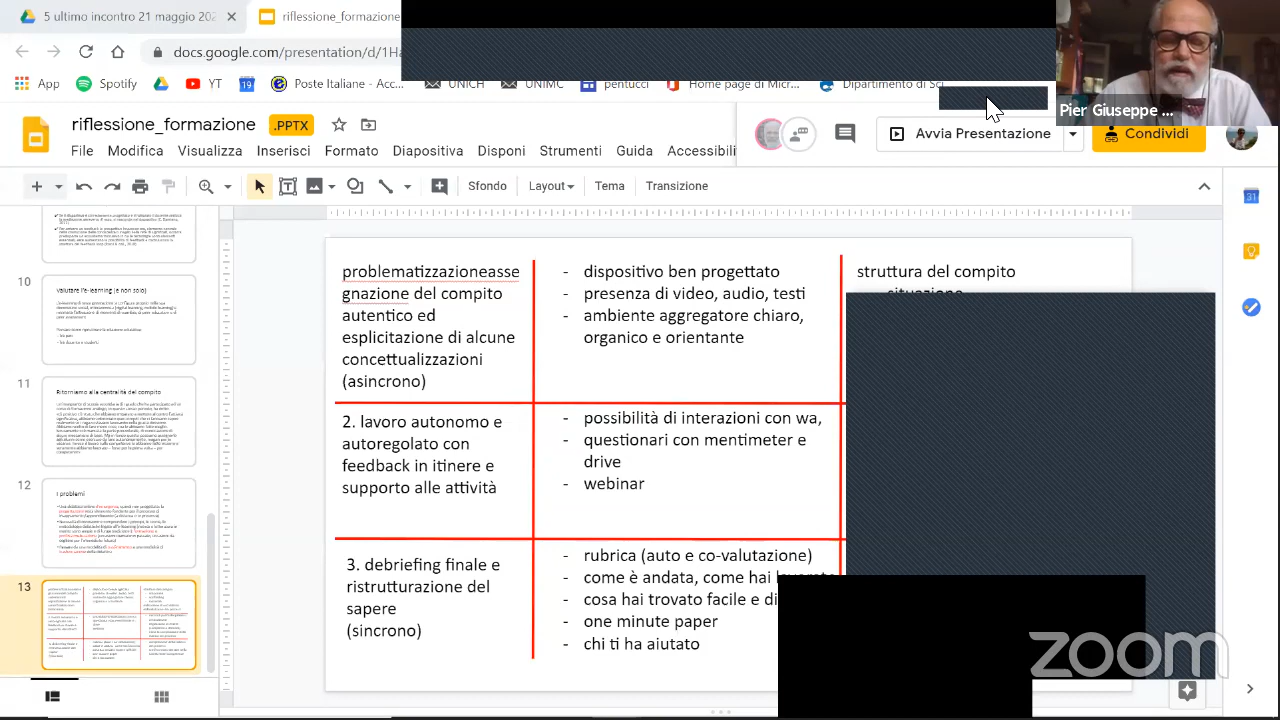 5 incontro 21 maggio 20
riflessione_formazione
docs.google.com/presentation/d/1Ha
App
Spotify
YT
Poste Italiane - Acc...
UNICH
UNIMC
pentucci
Home page di Micr...
Dipartimento di Sci
Pier Giuseppe ...
riflessione_formazione
.PPTX
Avvia Presentazione
Condividi
File
Modifica
Visualizza
Inserisci
Formato
Diapositiva
Disponi
Strumenti
Guida
Accessibili
Sfondo
Layout
Tema
Transizione
10
Valutare l'e-learning (e non solo)
11
Ritorniamo alla centralità del compito
12
I problemi
13
problematizzazioneasse
gnazione del compito
autentico ed
esplicitazione di alcune
concettualizzazioni
(asincrono)
- dispositivo ben progettato
- presenza di video, audio, testi
- ambiente aggregatore chiaro,
organico e orientante
struttura del compito
situazione
2. lavoro autonomo e
autoregolato con
feedback in itinere e
supporto alle attività
- possibilità di interazioni con wa,
- questionari con mentimeter e
drive
- webinar
3. debriefing finale e
ristrutturazione del
sapere
(sincrono)
- rubrica (auto e co-valutazione)
- come è andata, come hai lavorato
- cosa hai trovato facile, di
- one minute paper
- chi ti ha aiutato
zoom